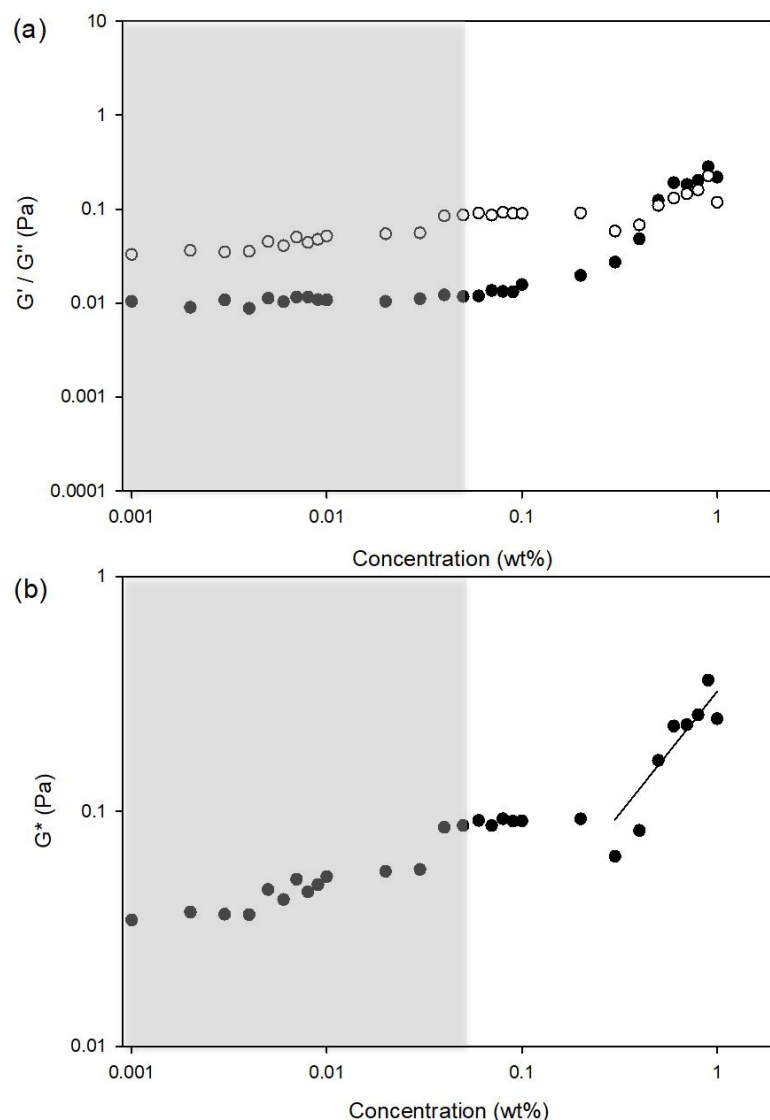 (a)
10
1
0.1
0.01
0.001
0.0001
G' / G" (Pa)
0.001 0.01 0.1 1
Concentration (wt%)
(b)
1
0.1
0.01
G* (Pa)
0.001 0.01 0.1 1
Concentration (wt%)